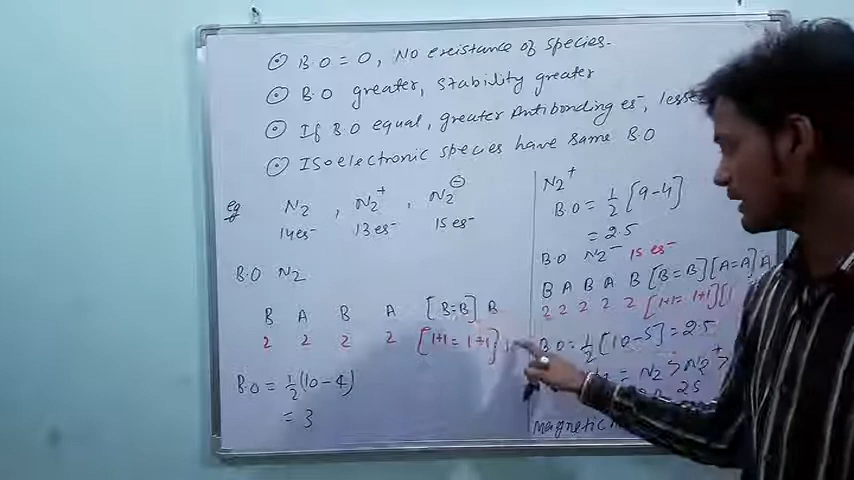 ⊙ B.O = 0, No existance of species.
⊙ B.O greater, stability greater
⊙ If B.O equal, greater Antibonding es⁻,
⊙ ISoelectronic species have same B.O
eg N₂ , N₂⁺ , N₂⊖
14es⁻ 13es⁻ 15es⁻
B.O N₂
B A B A [B=B] B
2 2 2 2 [1+1 = 1+1]
B.O = 1/2 (10-4)
= 3
N₂⁺
B.O = 1/2 [9-4]
= 2.5
B.O N₂⁻ 15 es⁻
B A B A B [B=B] [A=A] A
2 2 2 2 2 [1+1 = 1+1] [1
B.O = 1/2 [10-5] = 2.5
= N₂ > N₂⁺ >
2.5
magnetic